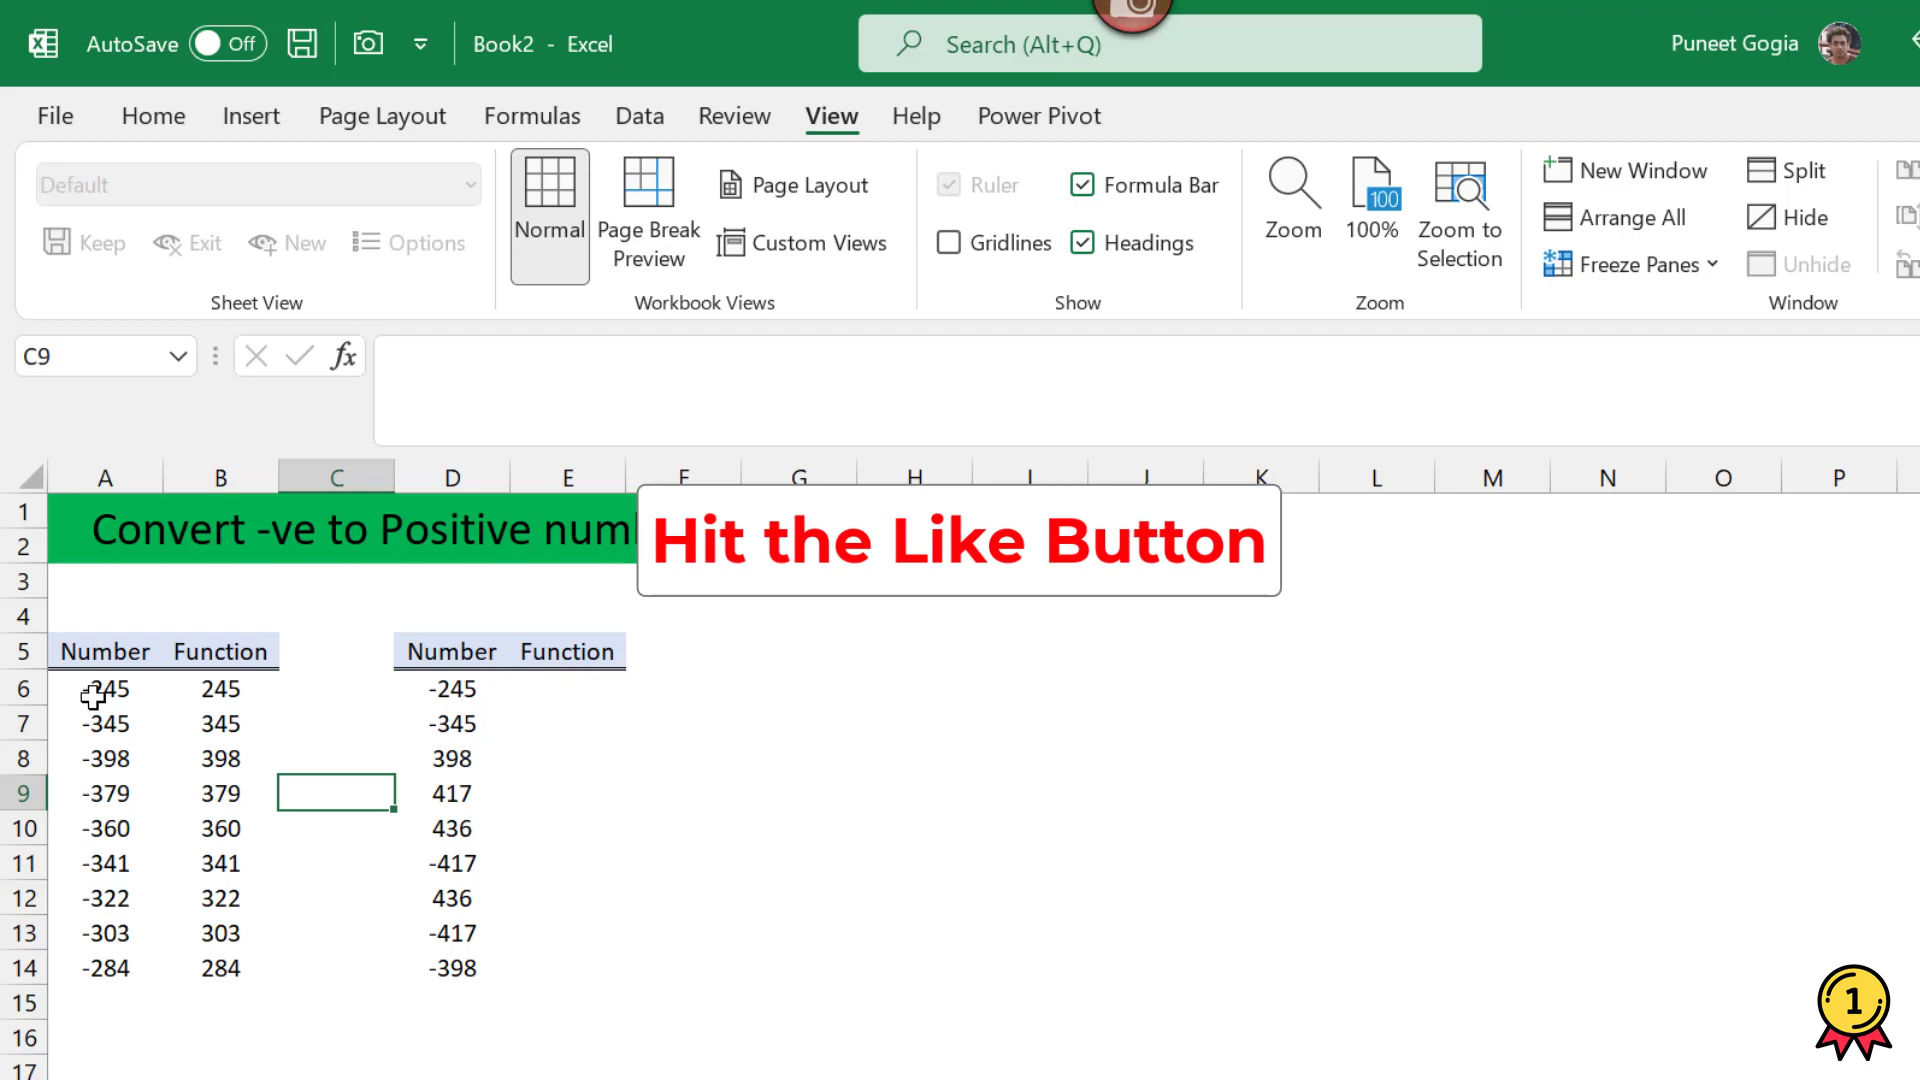 AutoSave Off Book2 - Excel Search (Alt+Q) Puneet Gogia
File Home Insert Page Layout Formulas Data Review View Help Power Pivot
Default
Keep Exit New Options
Sheet View
Normal
Page Break Preview
Page Layout
Custom Views
Workbook Views
Ruler Formula Bar
Gridlines Headings
Show
Zoom
100
100%
Zoom to Selection
Zoom
New Window
Arrange All
Freeze Panes
Split
Hide
Unhide
Window
C9 fx
A B C D E F G H I J K L M N O P
1
Convert -ve to Positive num
Hit the Like Button
2
3
4
5 Number Function Number Function
6 -245 245 -245
7 -345 345 -345
8 -398 398 398
9 -379 379 417
10 -360 360 436
11 -341 341 -417
12 -322 322 436
13 -303 303 -417
14 -284 284 -398
15
16
17
1